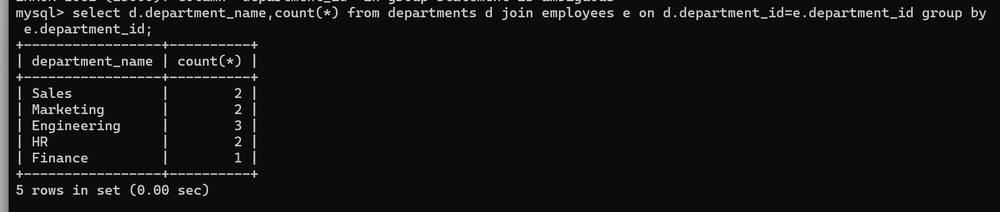 mysql> select d.department_name,count(*) from departments d join employees e on d.department_id=e.department_id group by
 e.department_id;
+-----------------+----------+
| department_name | count(*) |
+-----------------+----------+
| Sales           |        2 |
| Marketing       |        2 |
| Engineering     |        3 |
| HR              |        2 |
| Finance         |        1 |
+-----------------+----------+
5 rows in set (0.00 sec)